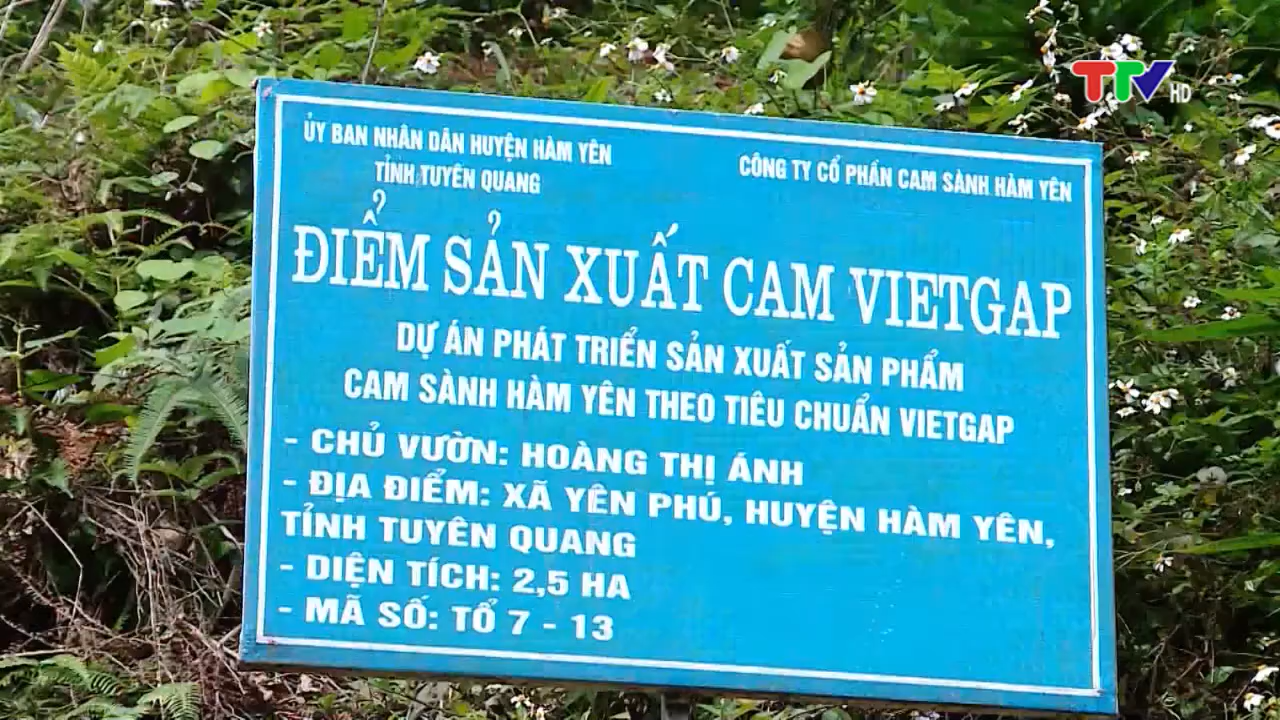 TTV HD
ỦY BAN NHÂN DÂN HUYỆN HÀM YÊN
TỈNH TUYÊN QUANG
CÔNG TY CỔ PHẦN CAM SÀNH HÀM YÊN
ĐIỂM SẢN XUẤT CAM VIETGAP
DỰ ÁN PHÁT TRIỂN SẢN XUẤT SẢN PHẨM
CAM SÀNH HÀM YÊN THEO TIÊU CHUẨN VIETGAP
- CHỦ VƯỜN: HOÀNG THỊ ÁNH
- ĐỊA ĐIỂM: XÃ YÊN PHÚ, HUYỆN HÀM YÊN,
TỈNH TUYÊN QUANG
- DIỆN TÍCH: 2,5 HA
- MÃ SỐ: TỔ 7 - 13